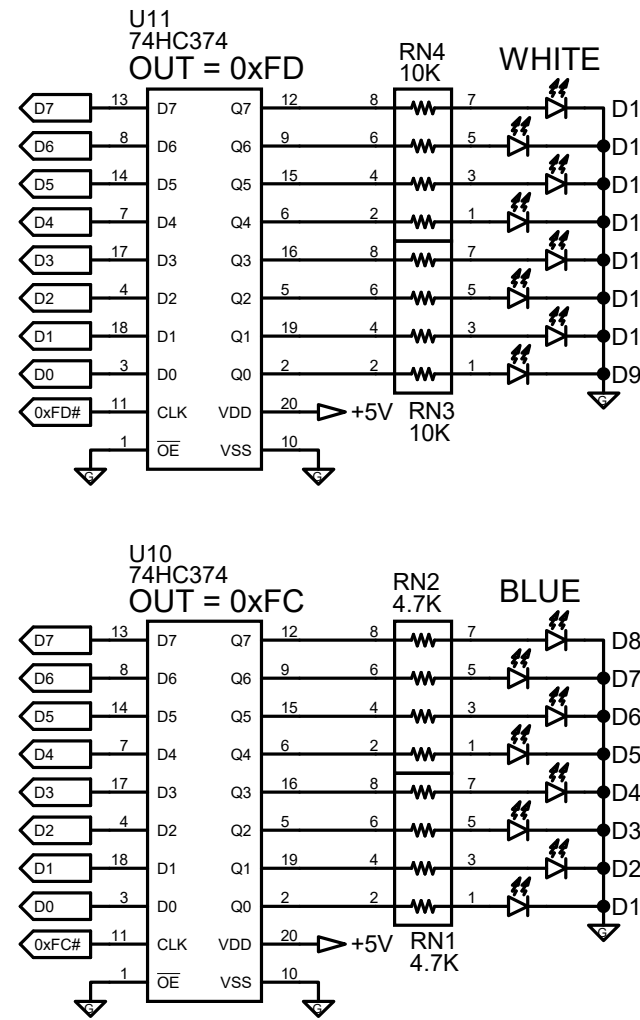 U11
74HC374
OUT = 0xFD
RN4
10K
WHITE
D7 13 D7 Q7 12 8 7 D1
D6 8 D6 Q6 9 6 5 D1
D5 14 D5 Q5 15 4 3 D1
D4 7 D4 Q4 6 2 1 D1
D3 17 D3 Q3 16 8 7 D1
D2 4 D2 Q2 5 6 5 D1
D1 18 D1 Q1 19 4 3 D1
D0 3 D0 Q0 2 2 1 D9
0xFD# 11 CLK VDD 20 +5V RN3 G
10K
1 OE VSS 10
G G
U10
74HC374
OUT = 0xFC
RN2
4.7K
BLUE
D7 13 D7 Q7 12 8 7 D8
D6 8 D6 Q6 9 6 5 D7
D5 14 D5 Q5 15 4 3 D6
D4 7 D4 Q4 6 2 1 D5
D3 17 D3 Q3 16 8 7 D4
D2 4 D2 Q2 5 6 5 D3
D1 18 D1 Q1 19 4 3 D2
D0 3 D0 Q0 2 2 1 D1
0xFC# 11 CLK VDD 20 +5V RN1 G
4.7K
1 OE VSS 10
G G